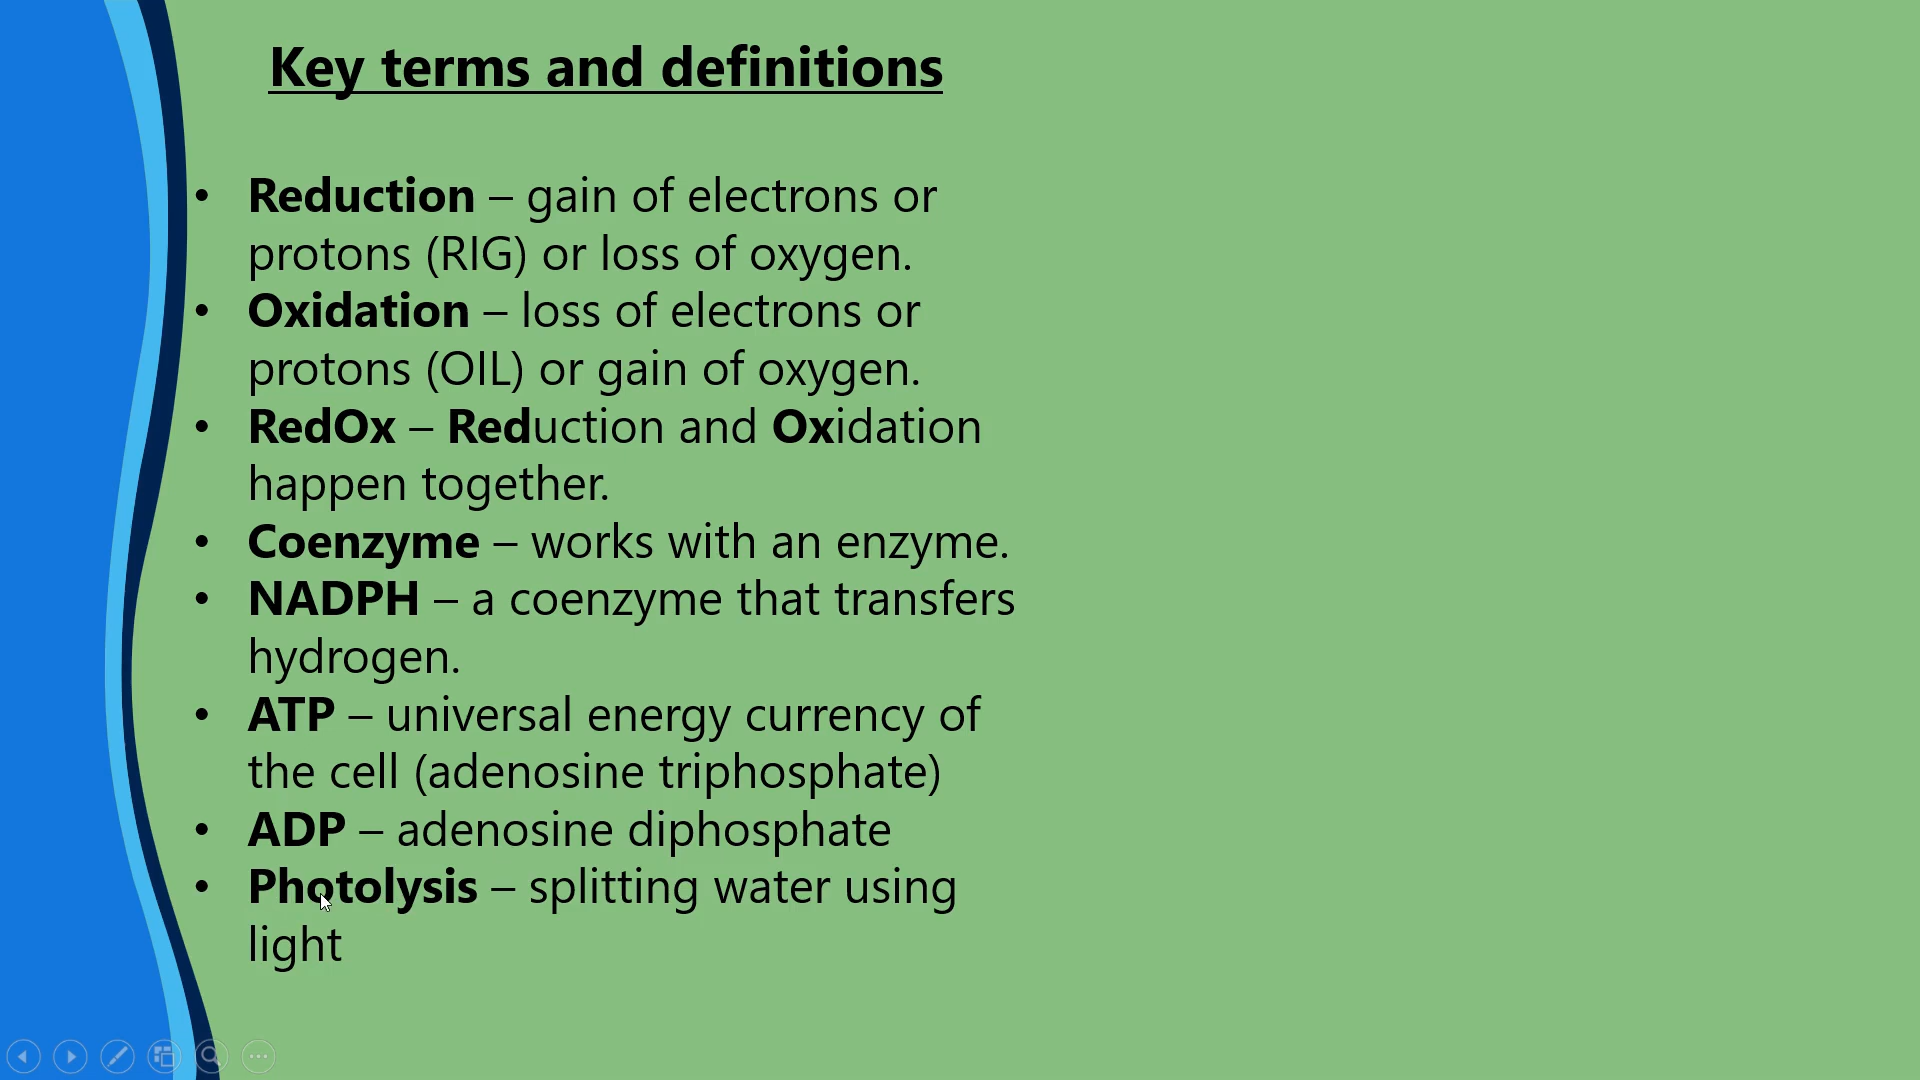 Key terms and definitions
• Reduction – gain of electrons or
protons (RIG) or loss of oxygen.
• Oxidation – loss of electrons or
protons (OIL) or gain of oxygen.
• RedOx – Reduction and Oxidation
happen together.
• Coenzyme – works with an enzyme.
• NADPH – a coenzyme that transfers
hydrogen.
• ATP – universal energy currency of
the cell (adenosine triphosphate)
• ADP – adenosine diphosphate
• Photolysis – splitting water using
light